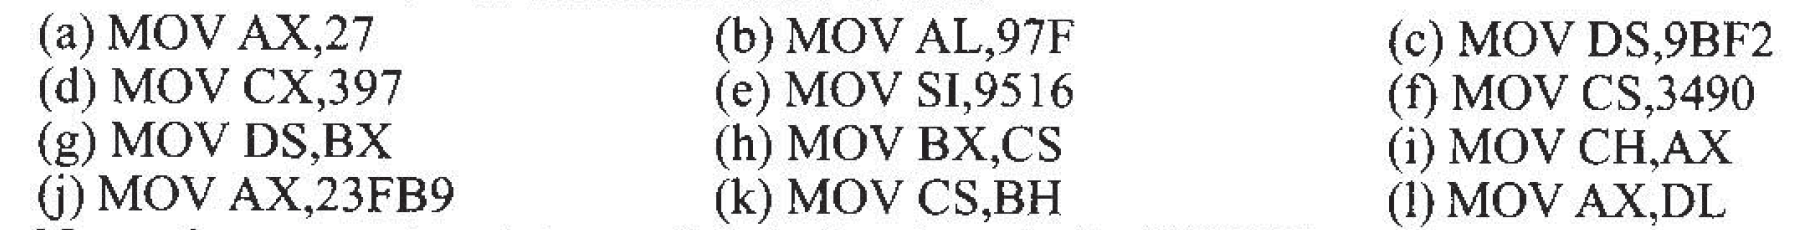 (a) MOV AX,27 (b) MOV AL,97F (c) MOV DS,9BF2
(d) MOV CX,397 (e) MOV SI,9516 (f) MOV CS,3490
(g) MOV DS,BX (h) MOV BX,CS (i) MOV CH,AX
(j) MOV AX,23FB9 (k) MOV CS,BH (l) MOV AX,DL